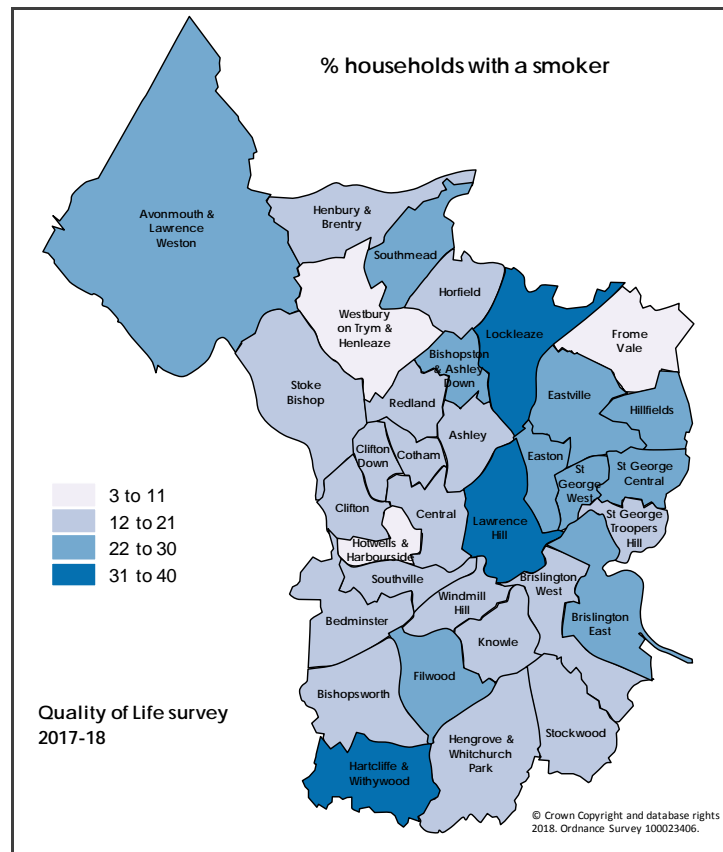 % households with a smoker
Avonmouth &
Lawrence
Weston
Henbury &
Brentry
Southmead
Horfield
Westbury
on Trym &
Henleaze
Lockleaze
Frome
Vale
Bishopston
& Ashley
Down
Stoke
Bishop
Redland
Eastville
Hillfields
Clifton
Down
Cotham
Ashley
Easton
St
George
West
St George
Central
Clifton
Central
Lawrence
Hill
St George
Troopers
Hill
Hotwells &
Harbourside
Southville
Windmill
Hill
Brislington
West
Bedminster
Knowle
Brislington
East
Bishopsworth
Filwood
Hengrove &
Whitchurch
Park
Stockwood
Hartcliffe &
Withywood
3 to 11
12 to 21
22 to 30
31 to 40
Quality of Life survey
2017-18
© Crown Copyright and database rights
2018. Ordnance Survey 100023406.